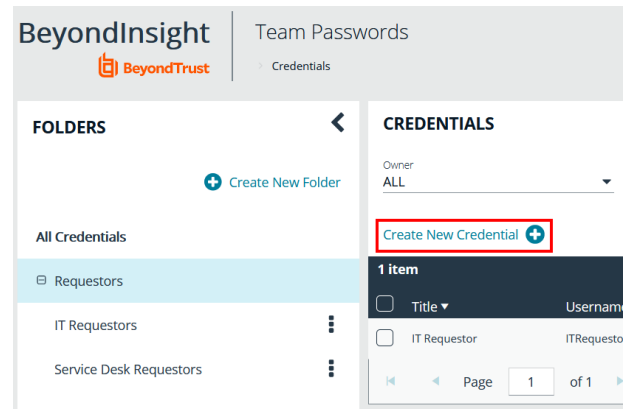 BeyondInsight
BeyondTrust
Team Passwords
Credentials
FOLDERS
Create New Folder
All Credentials
Requestors
IT Requestors
Service Desk Requestors
CREDENTIALS
Owner
ALL
Create New Credential
1 item
Title
IT Requestor
Page 1 of 1